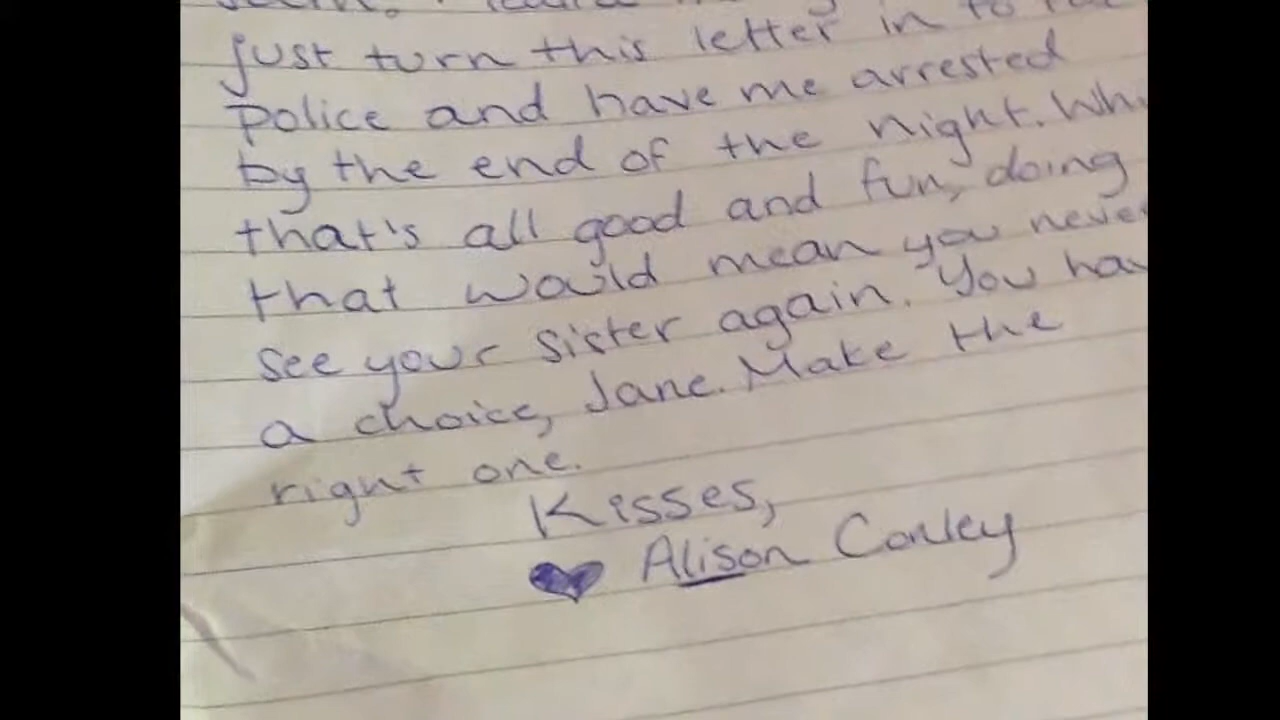 just turn this letter in to
police and have me arrested
by the end of the night.
that's all good and fun, doing
that would mean you never
see your sister again. You
a choice, Jane. Make the
right one.
Kisses,
Alison Conley